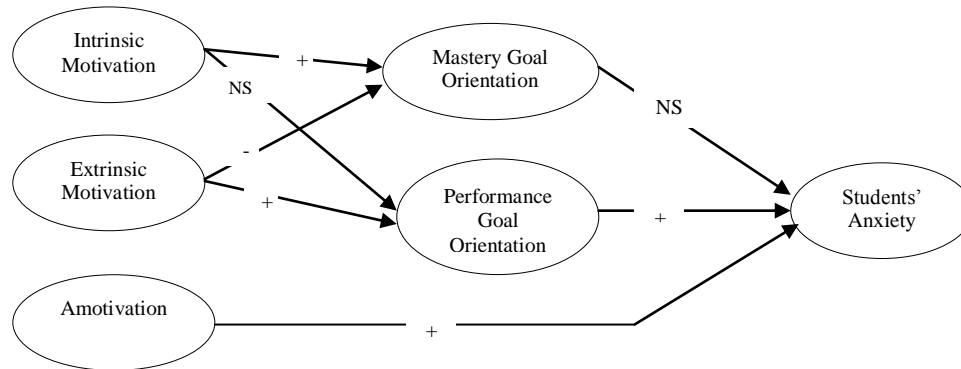 Intrinsic
Motivation
+
Mastery Goal
Orientation
NS
NS
-
Extrinsic
Motivation
+
Performance
Goal
Orientation
+
Students’
Anxiety
Amotivation
+